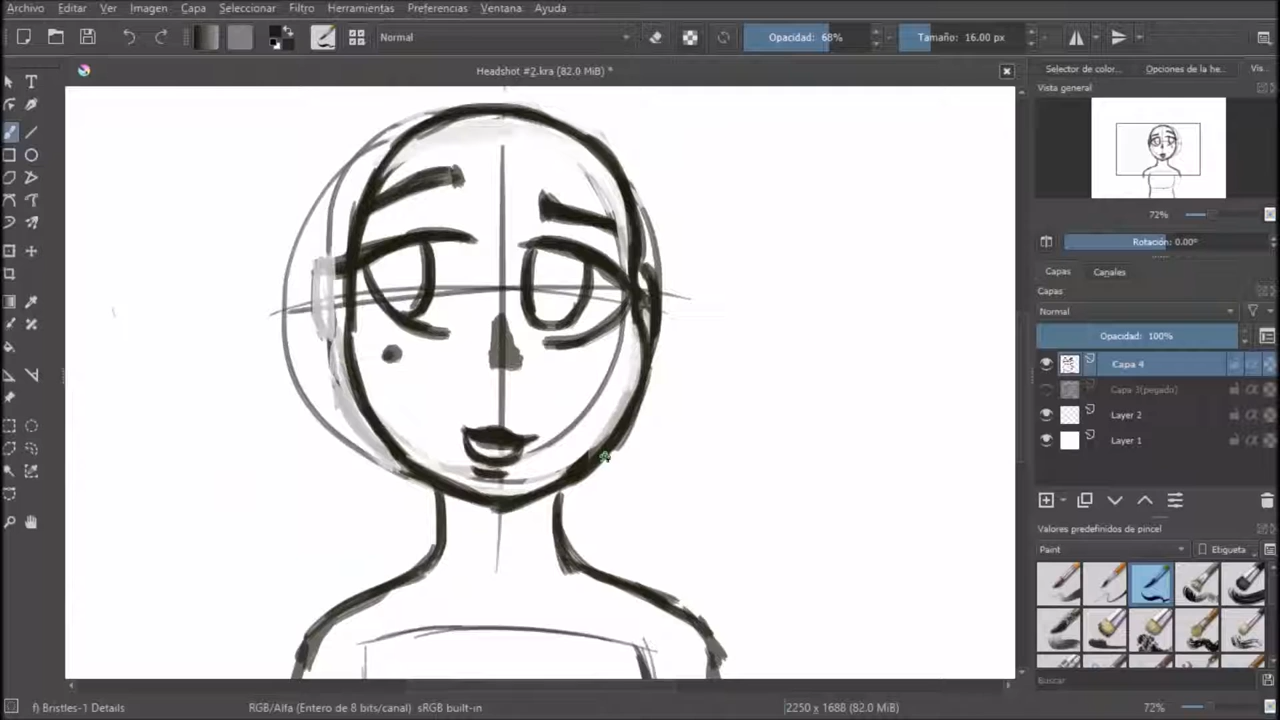 Archivo Editar Ver Imagen Capa Seleccionar Filtro Herramientas Preferencias Ventana Ayuda
Normal Opacidad: 68% Tamaño: 16.00 px
Headshot #2.kra (82.0 MiB) *
Selector de color... Opciones de la he... Vis...
Vista general
72%
Rotación: 0.00°
Capas Canales
Capas
Normal
Opacidad: 100%
Capa 4
Capa 3(pegado)
Layer 2
Layer 1
Valores predefinidos de pincel
Paint Etiqueta
Buscar
f) Bristles-1 Details RGB/Alfa (Entero de 8 bits/canal) sRGB built-in 2250 x 1688 (82.0 MiB) 72%